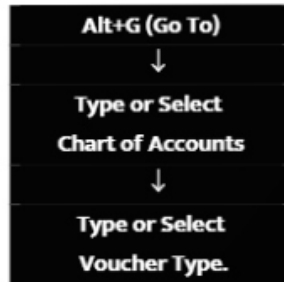 Alt+G (Go To)
↓
Type or Select
Chart of Accounts
↓
Type or Select
Voucher Type.